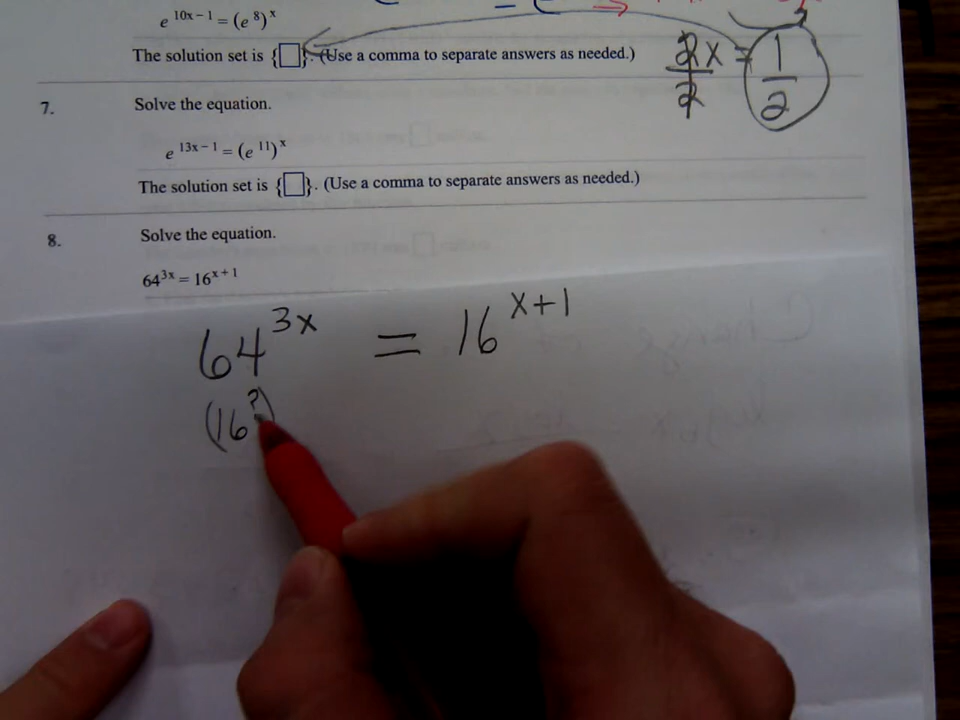 e^{10x-1} = (e^8)^x
The solution set is {□}. (Use a comma to separate answers as needed.)
2x = 1/2
2
7.
Solve the equation.
e^{13x-1} = (e^{11})^x
The solution set is {□}. (Use a comma to separate answers as needed.)
8.
Solve the equation.
64^{3x} = 16^{x+1}
64^{3x} = 16^{x+1}
(16^?)